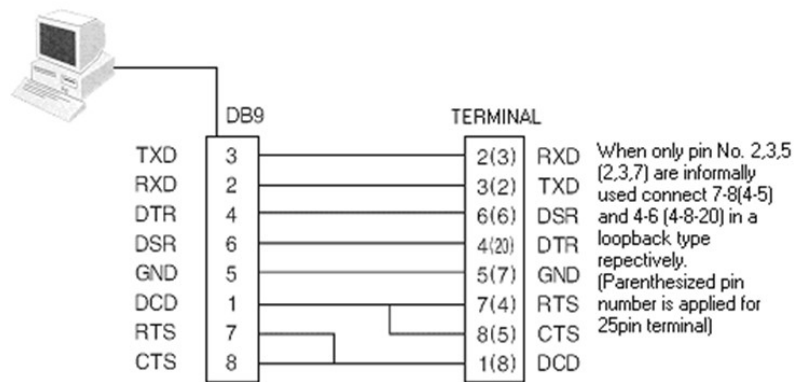 DB9 TERMINAL
TXD 3 2(3) RXD
RXD 2 3(2) TXD
DTR 4 6(6) DSR
DSR 6 4(20) DTR
GND 5 5(7) GND
DCD 1 7(4) RTS
RTS 7 8(5) CTS
CTS 8 1(8) DCD
When only pin No. 2,3,5
(2,3,7) are informally
used connect 7-8(4-5)
and 4-6 (4-8-20) in a
loopback type
repectively.
(Parenthesized pin
number is applied for
25pin terminal)